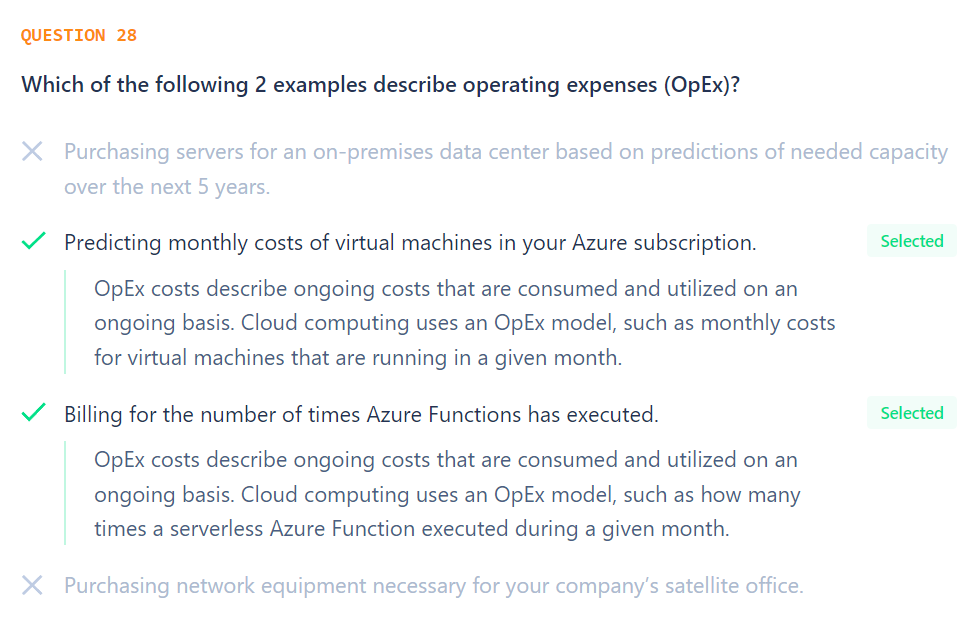 QUESTION 28
Which of the following 2 examples describe operating expenses (OpEx)?
Purchasing servers for an on-premises data center based on predictions of needed capacity
over the next 5 years.
Predicting monthly costs of virtual machines in your Azure subscription.
Selected
OpEx costs describe ongoing costs that are consumed and utilized on an
ongoing basis. Cloud computing uses an OpEx model, such as monthly costs
for virtual machines that are running in a given month.
Billing for the number of times Azure Functions has executed.
Selected
OpEx costs describe ongoing costs that are consumed and utilized on an
ongoing basis. Cloud computing uses an OpEx model, such as how many
times a serverless Azure Function executed during a given month.
Purchasing network equipment necessary for your company’s satellite office.